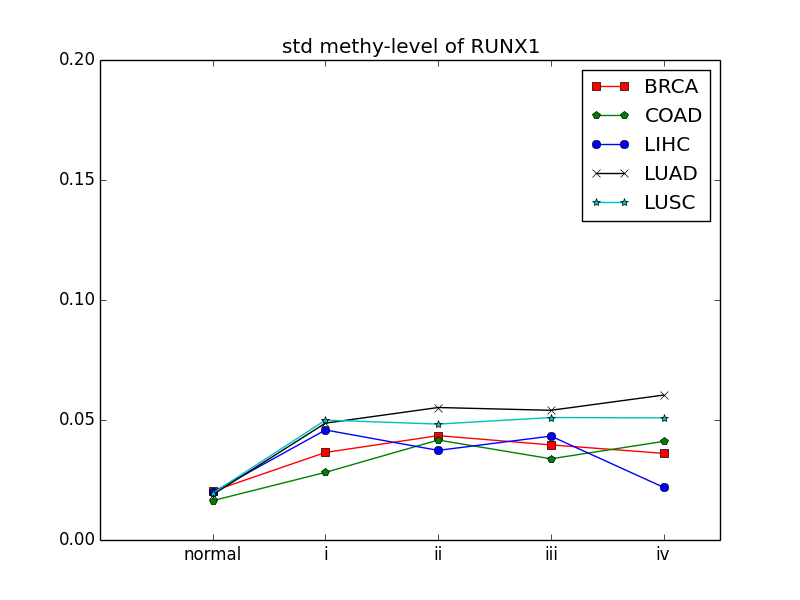 std methy-level of RUNX1
0.20
0.15
0.10
0.05
0.00
normal i ii iii iv
BRCA
COAD
LIHC
LUAD
LUSC